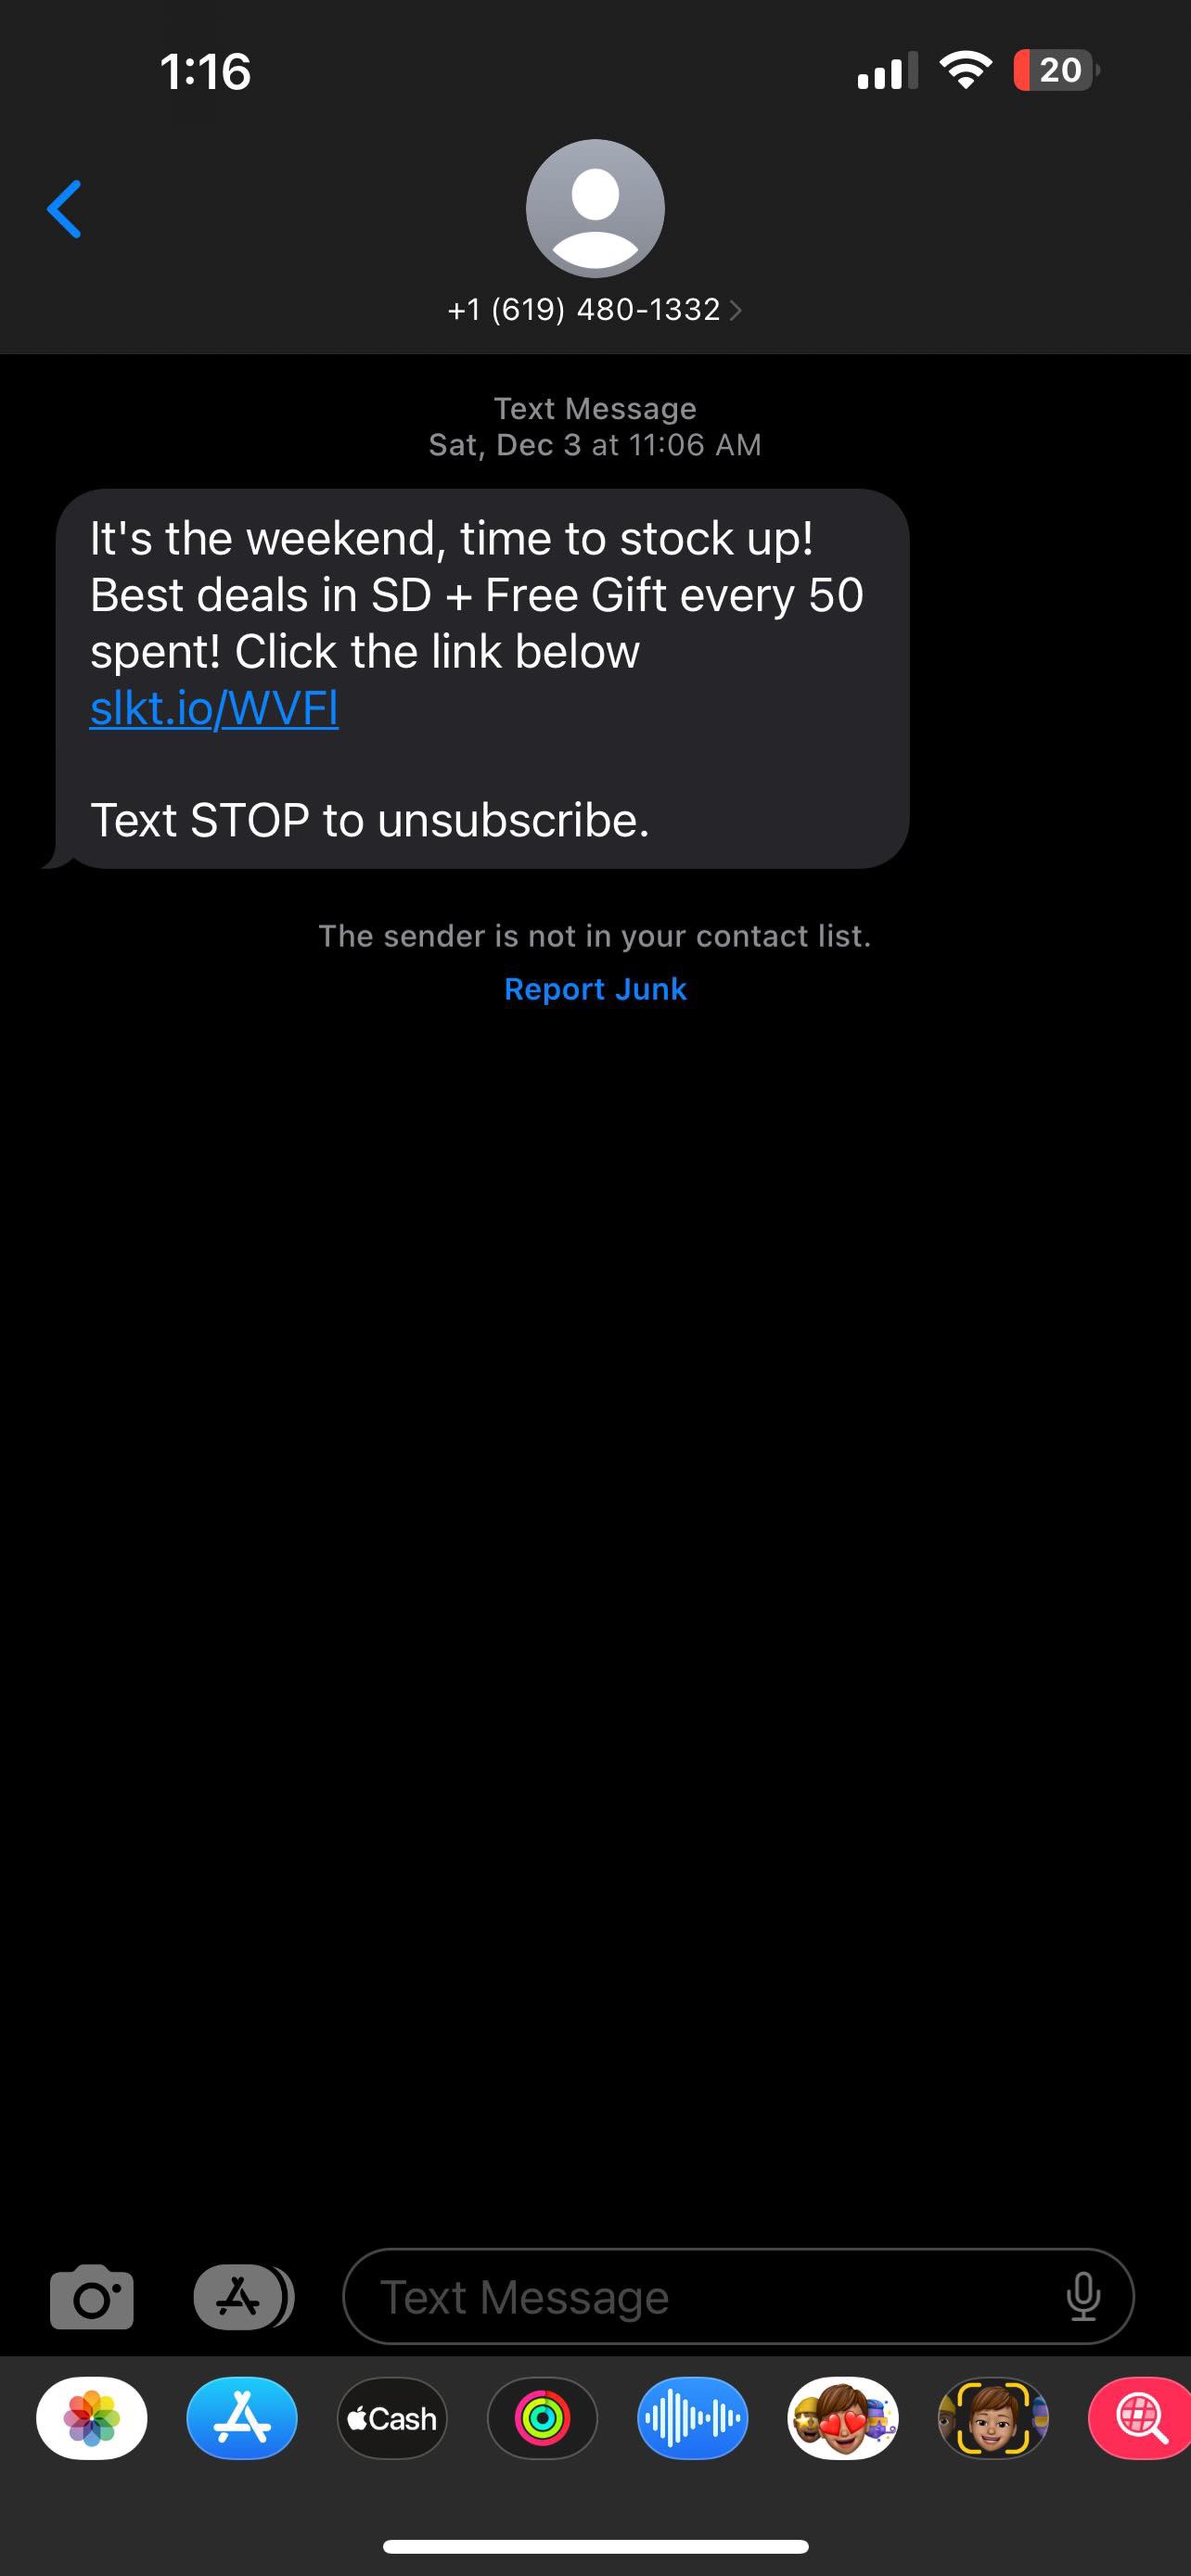 1:16
20
+1 (619) 480-1332
Text Message
Sat, Dec 3 at 11:06 AM
It's the weekend, time to stock up!
Best deals in SD + Free Gift every 50
spent! Click the link below
slkt.io/WVFl

Text STOP to unsubscribe.
The sender is not in your contact list.
Report Junk
Text Message
Cash